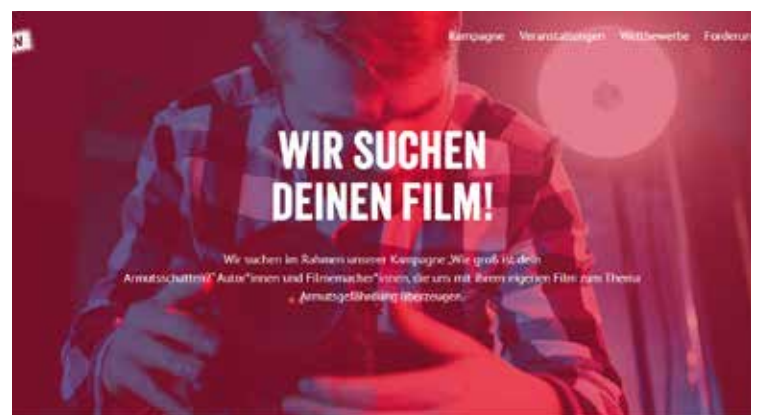 N
Kampagne Veranstaltungen Wettbewerbe Forderun
WIR SUCHEN
DEINEN FILM!
Wir suchen im Rahmen unserer Kampagne „Wie groß ist dein
Armutsschatten?“ Autor*innen und Filmemacher*innen, die uns mit ihrem eigenen Film zum Thema
Armutsgefährdung überzeugen.